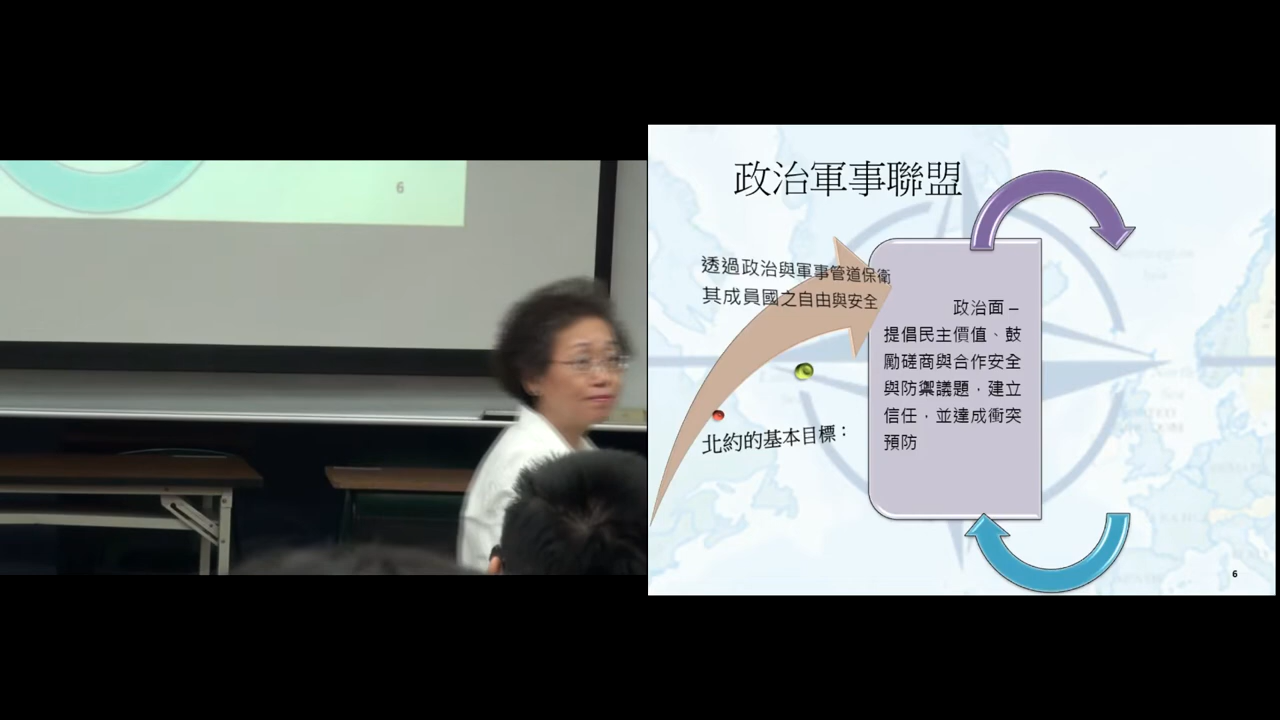 6
政治軍事聯盟
透過政治與軍事管道保衛
其成員國之自由與安全
北約的基本目標：
政治面 –
提倡民主價值、鼓
勵磋商與合作安全
與防禦議題，建立
信任，並達成衝突
預防
6